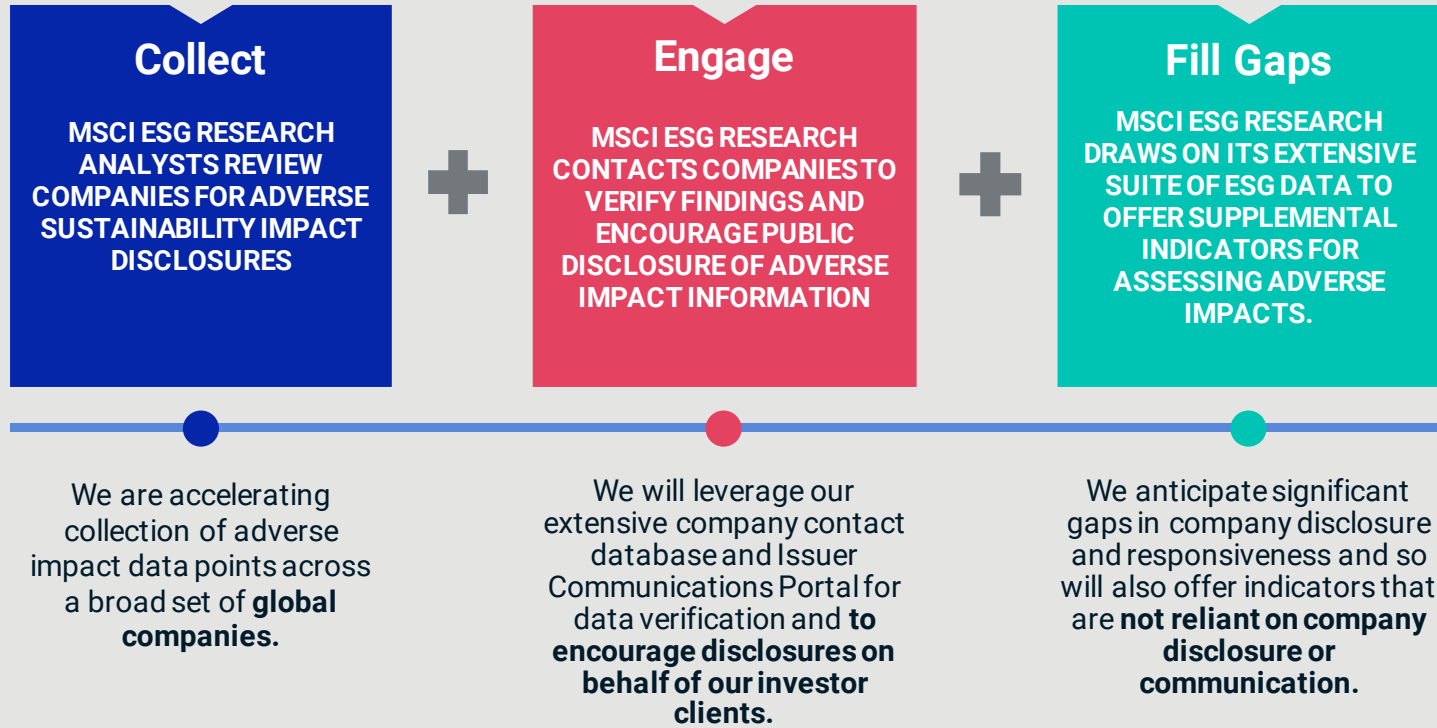 Collect
MSCI ESG RESEARCH
ANALYSTS REVIEW
COMPANIES FOR ADVERSE
SUSTAINABILITY IMPACT
DISCLOSURES
Engage
MSCI ESG RESEARCH
CONTACTS COMPANIES TO
VERIFY FINDINGS AND
ENCOURAGE PUBLIC
DISCLOSURE OF ADVERSE
IMPACT INFORMATION
Fill Gaps
MSCI ESG RESEARCH
DRAWS ON ITS EXTENSIVE
SUITE OF ESG DATA TO
OFFER SUPPLEMENTAL
INDICATORS FOR
ASSESSING ADVERSE
IMPACTS.
We are accelerating
collection of adverse
impact data points across
a broad set of global
companies.
We will leverage our
extensive company contact
database and Issuer
Communications Portal for
data verification and to
encourage disclosures on
behalf of our investor
clients.
We anticipate significant
gaps in company disclosure
and responsiveness and so
will also offer indicators that
are not reliant on company
disclosure or
communication.